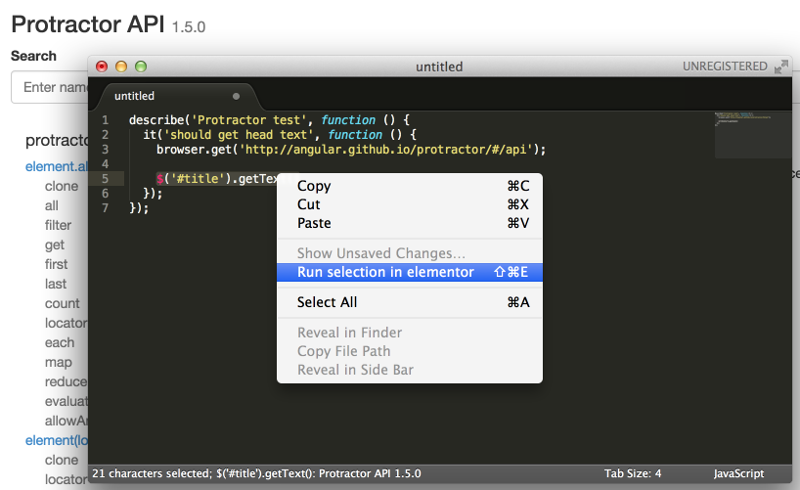 Protractor API 1.5.0
Search
Enter name
protractor
element.al
clone
all
filter
get
first
last
count
locator
each
map
reduce
evaluat
allowAn
element(lo
clone
locator
untitled
UNREGISTERED
untitled
1 describe('Protractor test', function () {
2 it('should get head text', function () {
3 browser.get('http://angular.github.io/protractor/#/api');
4
5 $('#title').getTex
6 });
7 });
Copy ⌘C
Cut ⌘X
Paste ⌘V
Show Unsaved Changes...
Run selection in elementor ⇧⌘E
Select All ⌘A
Reveal in Finder
Copy File Path
Reveal in Side Bar
21 characters selected; $('#title').getText(): Protractor API 1.5.0
Tab Size: 4
JavaScript